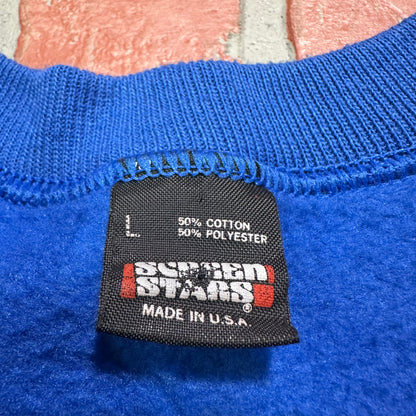 L
50% COTTON
50% POLYESTER
SCREEN
STARS®
MADE IN U.S.A